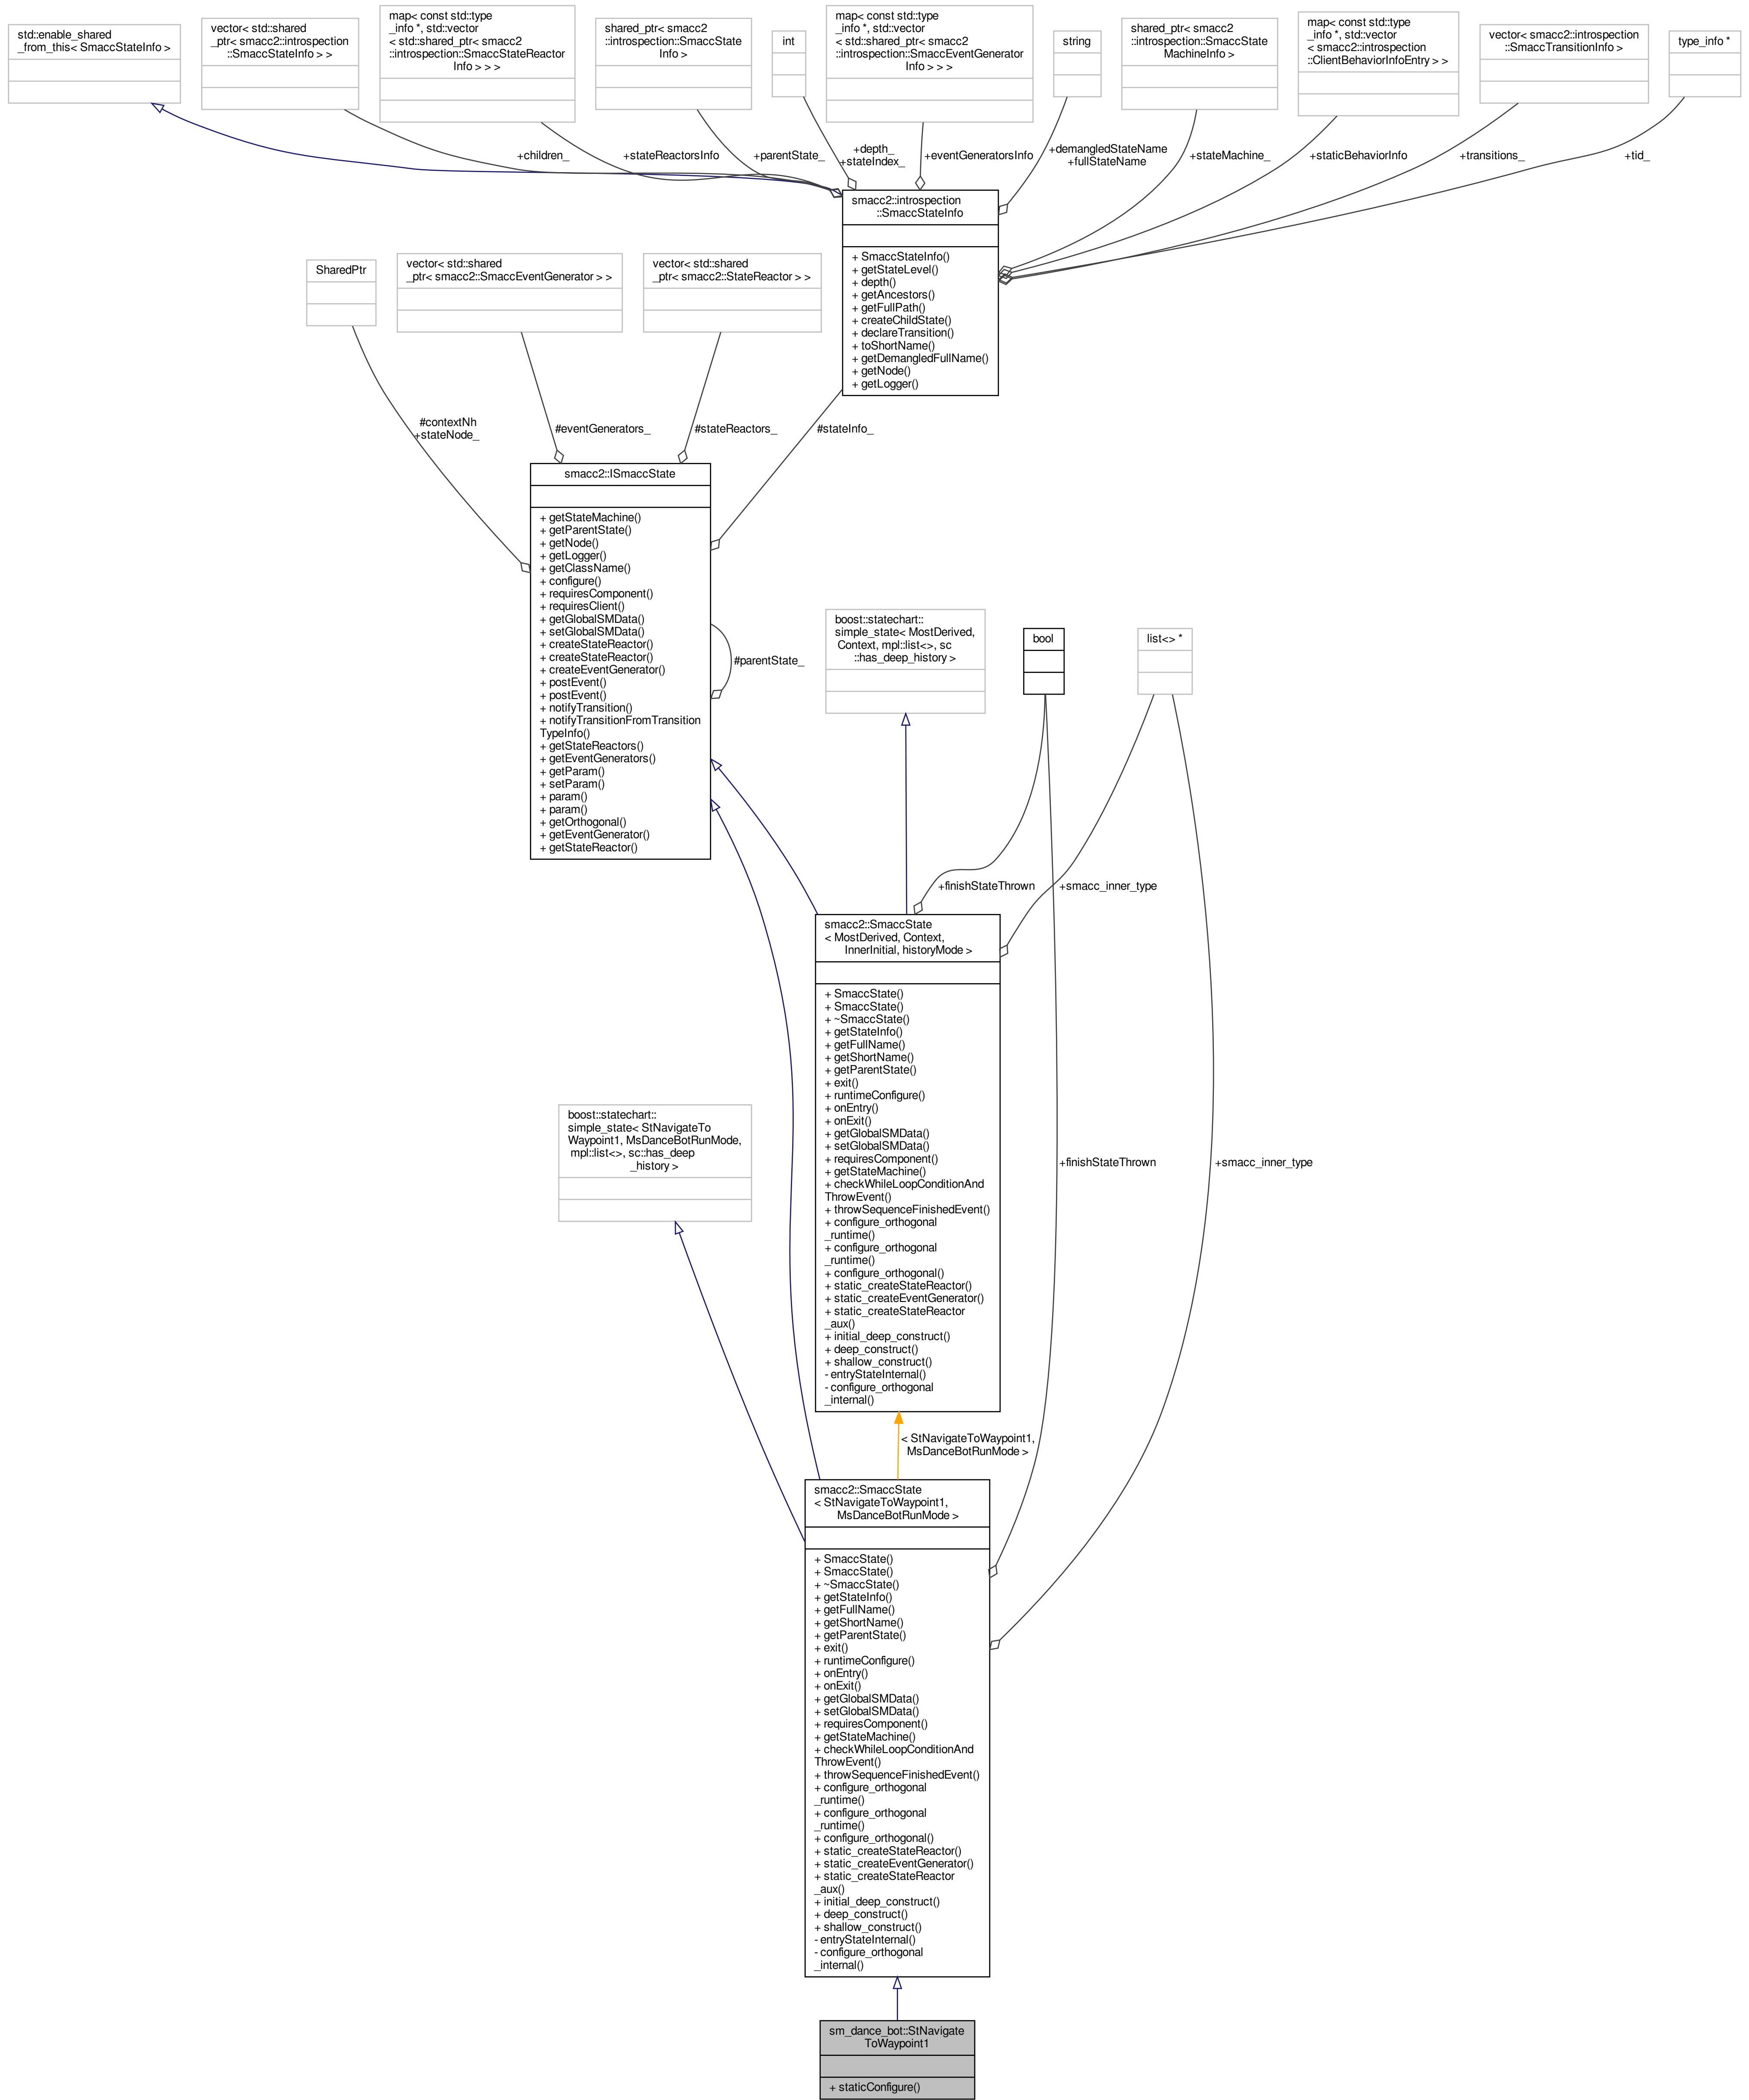 std::enable_shared
_from_this< SmaccStateInfo >
vector< std::shared
_ptr< smacc2::introspection
::SmaccStateInfo > >
map< const std::type
_info *, std::vector
< std::shared_ptr< smacc2
::introspection::SmaccStateReactor
Info > > >
shared_ptr< smacc2
::introspection::SmaccState
Info >
int
map< const std::type
_info *, std::vector
< std::shared_ptr< smacc2
::introspection::SmaccEventGenerator
Info > > >
string
shared_ptr< smacc2
::introspection::SmaccState
MachineInfo >
map< const std::type
_info *, std::vector
< smacc2::introspection
::ClientBehaviorInfoEntry > >
vector< smacc2::introspection
::SmaccTransitionInfo >
type_info *
+children_
+stateReactorsInfo
+parentState_
+depth_
+stateIndex_
+eventGeneratorsInfo
+demangledStateName
+fullStateName
+stateMachine_
+staticBehaviorInfo
+transitions_
+tid_
smacc2::introspection
::SmaccStateInfo
+ SmaccStateInfo()
+ getStateLevel()
+ depth()
+ getAncestors()
+ getFullPath()
+ createChildState()
+ declareTransition()
+ toShortName()
+ getDemangledFullName()
+ getNode()
+ getLogger()
SharedPtr
vector< std::shared
_ptr< smacc2::SmaccEventGenerator > >
vector< std::shared
_ptr< smacc2::StateReactor > >
#contextNh
+stateNode_
#eventGenerators_
#stateReactors_
#stateInfo_
smacc2::ISmaccState
+ getStateMachine()
+ getParentState()
+ getNode()
+ getLogger()
+ getClassName()
+ configure()
+ requiresComponent()
+ requiresClient()
+ getGlobalSMData()
+ setGlobalSMData()
+ createStateReactor()
+ createStateReactor()
+ createEventGenerator()
+ postEvent()
+ postEvent()
+ notifyTransition()
+ notifyTransitionFromTransition
TypeInfo()
+ getStateReactors()
+ getEventGenerators()
+ getParam()
+ setParam()
+ param()
+ param()
+ getOrthogonal()
+ getEventGenerator()
+ getStateReactor()
#parentState_
boost::statechart::
simple_state< MostDerived,
Context, mpl::list<>, sc
::has_deep_history >
bool
list<> *
+finishStateThrown
+smacc_inner_type
smacc2::SmaccState
< MostDerived, Context,
InnerInitial, historyMode >
+ SmaccState()
+ SmaccState()
+ ~SmaccState()
+ getStateInfo()
+ getFullName()
+ getShortName()
+ getParentState()
+ exit()
+ runtimeConfigure()
+ onEntry()
+ onExit()
+ getGlobalSMData()
+ setGlobalSMData()
+ requiresComponent()
+ getStateMachine()
+ checkWhileLoopConditionAnd
ThrowEvent()
+ throwSequenceFinishedEvent()
+ configure_orthogonal
_runtime()
+ configure_orthogonal
_runtime()
+ configure_orthogonal()
+ static_createStateReactor()
+ static_createEventGenerator()
+ static_createStateReactor
_aux()
+ initial_deep_construct()
+ deep_construct()
+ shallow_construct()
- entryStateInternal()
- configure_orthogonal
_internal()
boost::statechart::
simple_state< StNavigateTo
Waypoint1, MsDanceBotRunMode,
mpl::list<>, sc::has_deep
_history >
+finishStateThrown
+smacc_inner_type
< StNavigateToWaypoint1,
MsDanceBotRunMode >
smacc2::SmaccState
< StNavigateToWaypoint1,
MsDanceBotRunMode >
+ SmaccState()
+ SmaccState()
+ ~SmaccState()
+ getStateInfo()
+ getFullName()
+ getShortName()
+ getParentState()
+ exit()
+ runtimeConfigure()
+ onEntry()
+ onExit()
+ getGlobalSMData()
+ setGlobalSMData()
+ requiresComponent()
+ getStateMachine()
+ checkWhileLoopConditionAnd
ThrowEvent()
+ throwSequenceFinishedEvent()
+ configure_orthogonal
_runtime()
+ configure_orthogonal
_runtime()
+ configure_orthogonal()
+ static_createStateReactor()
+ static_createEventGenerator()
+ static_createStateReactor
_aux()
+ initial_deep_construct()
+ deep_construct()
+ shallow_construct()
- entryStateInternal()
- configure_orthogonal
_internal()
sm_dance_bot::StNavigate
ToWaypoint1
+ staticConfigure()